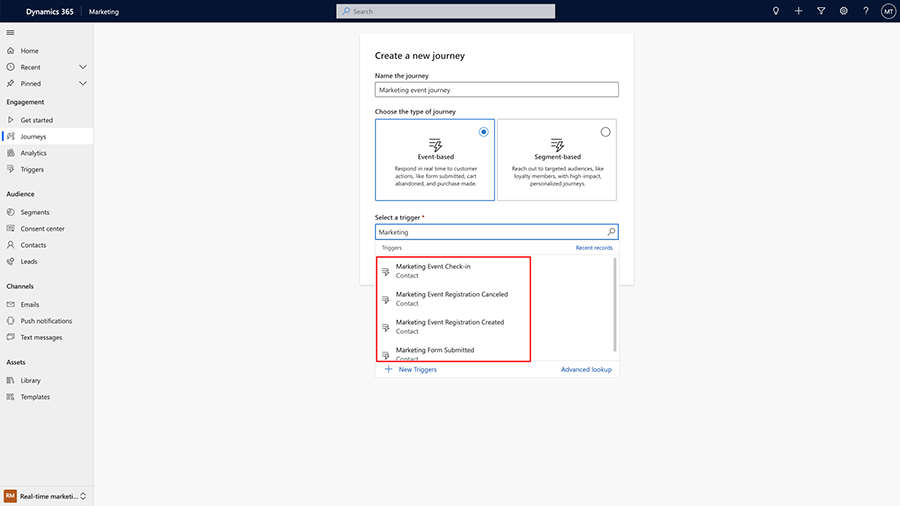 Dynamics 365
Marketing
Search
?
MT
Home
Recent
Pinned
Engagement
Get started
Journeys
Analytics
Triggers
Audience
Segments
Consent center
Contacts
Leads
Channels
Emails
Push notifications
Text messages
Assets
Library
Templates
RM Real-time marketi...
Create a new journey
Name the journey
Marketing event journey
Choose the type of journey
Event-based
Respond in real time to customer
actions, like form submitted, cart
abandoned, and purchase made.
Segment-based
Reach out to targeted audiences, like
loyalty members, with high-impact,
personalized journeys.
Select a trigger *
Marketing
Triggers
Recent records
Marketing Event Check-in
Contact
Marketing Event Registration Canceled
Contact
Marketing Event Registration Created
Contact
Marketing Form Submitted
Contact
New Triggers
Advanced lookup